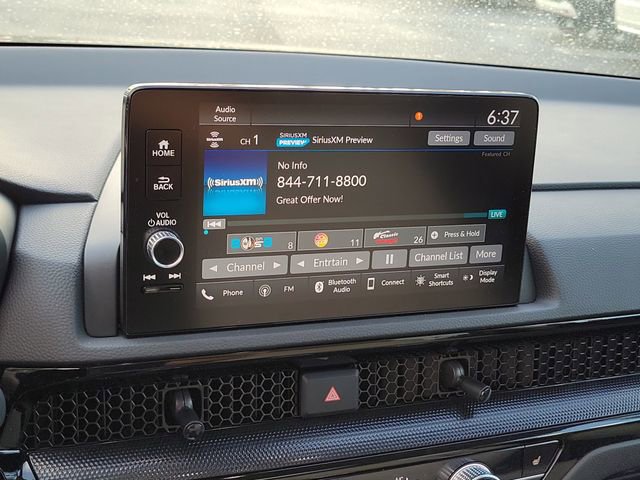 Audio
Source
6:37
HOME
BACK
VOL
AUDIO
CH 1
SIRIUSXM
PREVIEW
SiriusXM Preview
Settings
Sound
Featured CH
No Info
844-711-8800
Great Offer Now!
((SiriusXM))
LIVE
8
11
Classic
26
Press & Hold
Channel
Entrtain
Channel List
More
Phone
FM
Bluetooth
Audio
Connect
Smart
Shortcuts
Display
Mode